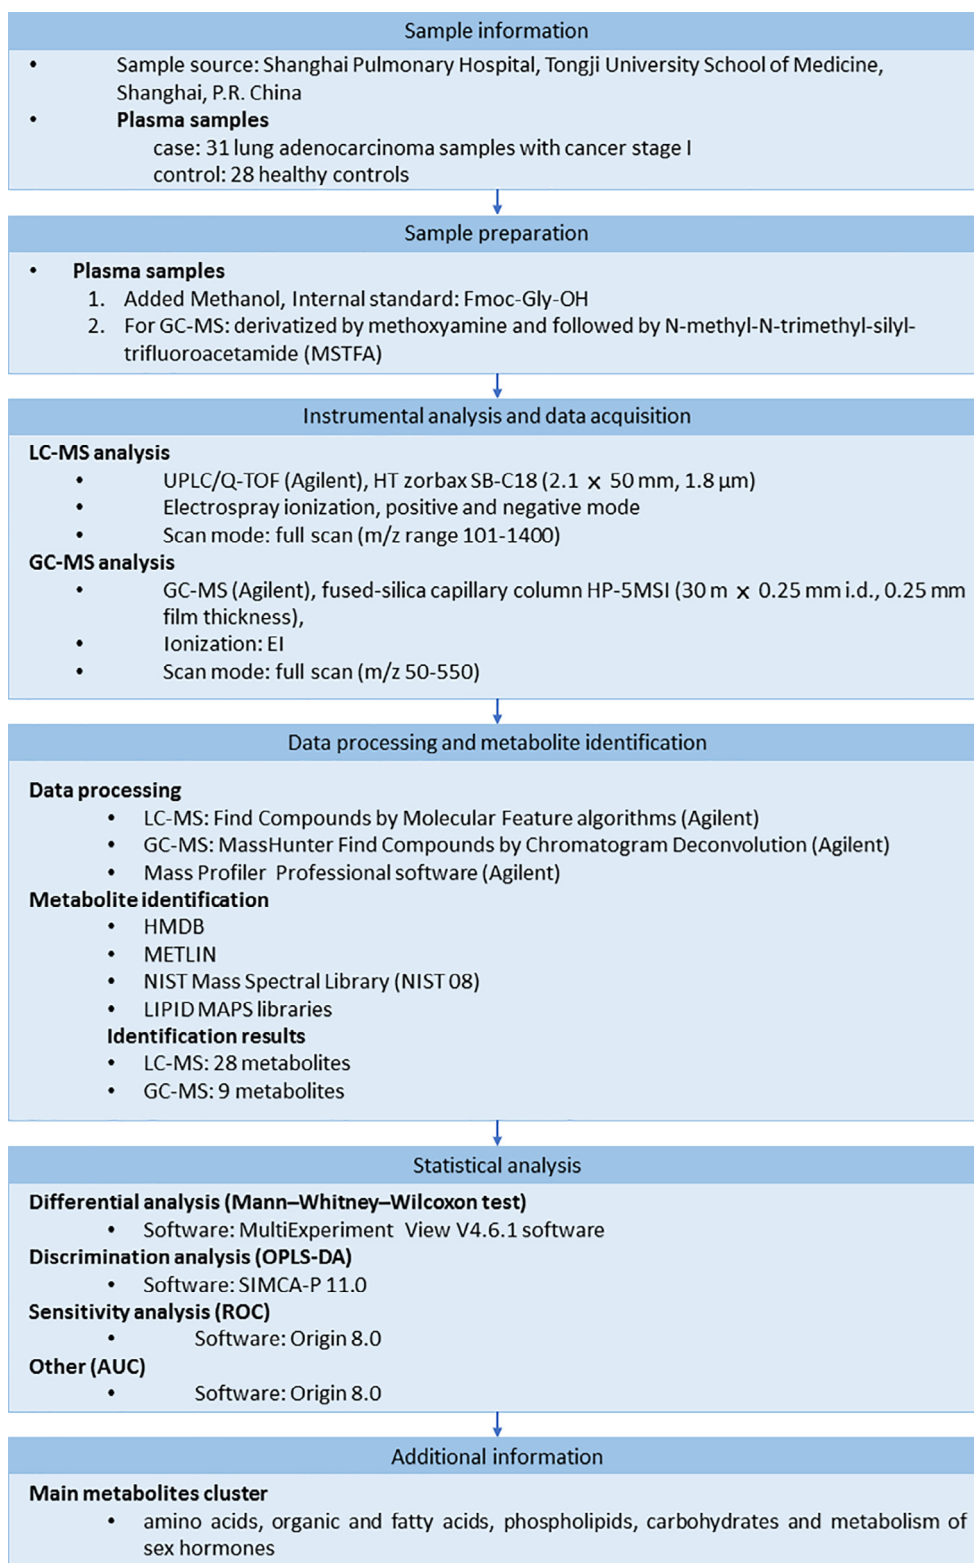 Sample information
• Sample source: Shanghai Pulmonary Hospital, Tongji University School of Medicine,
Shanghai, P.R. China
• Plasma samples
case: 31 lung adenocarcinoma samples with cancer stage I
control: 28 healthy controls
Sample preparation
• Plasma samples
1. Added Methanol, Internal standard: Fmoc-Gly-OH
2. For GC-MS: derivatized by methoxyamine and followed by N-methyl-N-trimethyl-silyl-
trifluoroacetamide (MSTFA)
Instrumental analysis and data acquisition
LC-MS analysis
• UPLC/Q-TOF (Agilent), HT zorbax SB-C18 (2.1 × 50 mm, 1.8 µm)
• Electrospray ionization, positive and negative mode
• Scan mode: full scan (m/z range 101-1400)
GC-MS analysis
• GC-MS (Agilent), fused-silica capillary column HP-5MSI (30 m × 0.25 mm i.d., 0.25 mm
film thickness),
• Ionization: EI
• Scan mode: full scan (m/z 50-550)
Data processing and metabolite identification
Data processing
• LC-MS: Find Compounds by Molecular Feature algorithms (Agilent)
• GC-MS: MassHunter Find Compounds by Chromatogram Deconvolution (Agilent)
• Mass Profiler Professional software (Agilent)
Metabolite identification
• HMDB
• METLIN
• NIST Mass Spectral Library (NIST 08)
• LIPID MAPS libraries
Identification results
• LC-MS: 28 metabolites
• GC-MS: 9 metabolites
Statistical analysis
Differential analysis (Mann–Whitney–Wilcoxon test)
• Software: MultiExperiment View V4.6.1 software
Discrimination analysis (OPLS-DA)
• Software: SIMCA-P 11.0
Sensitivity analysis (ROC)
• Software: Origin 8.0
Other (AUC)
• Software: Origin 8.0
Additional information
Main metabolites cluster
• amino acids, organic and fatty acids, phospholipids, carbohydrates and metabolism of
sex hormones